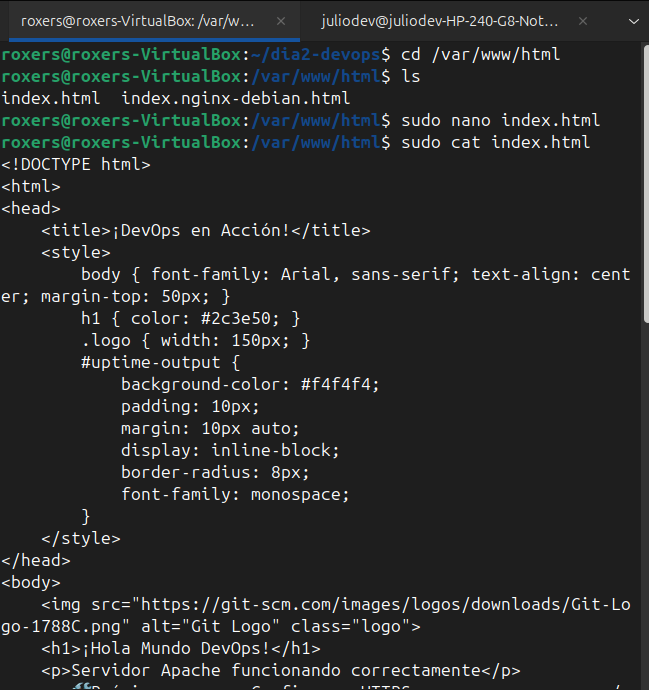 roxers@roxers-VirtualBox: /var/w...
juliodev@juliodev-HP-240-G8-Not...
roxers@roxers-VirtualBox:~/dia2-devops$ cd /var/www/html
roxers@roxers-VirtualBox:/var/www/html$ ls
index.html  index.nginx-debian.html
roxers@roxers-VirtualBox:/var/www/html$ sudo nano index.html
roxers@roxers-VirtualBox:/var/www/html$ sudo cat index.html
<!DOCTYPE html>
<html>
<head>
    <title>¡DevOps en Acción!</title>
    <style>
        body { font-family: Arial, sans-serif; text-align: cent
er; margin-top: 50px; }
        h1 { color: #2c3e50; }
        .logo { width: 150px; }
        #uptime-output {
            background-color: #f4f4f4;
            padding: 10px;
            margin: 10px auto;
            display: inline-block;
            border-radius: 8px;
            font-family: monospace;
        }
    </style>
</head>
<body>
    <img src="https://git-scm.com/images/logos/downloads/Git-Lo
go-1788C.png" alt="Git Logo" class="logo">
    <h1>¡Hola Mundo DevOps!</h1>
    <p>Servidor Apache funcionando correctamente</p>